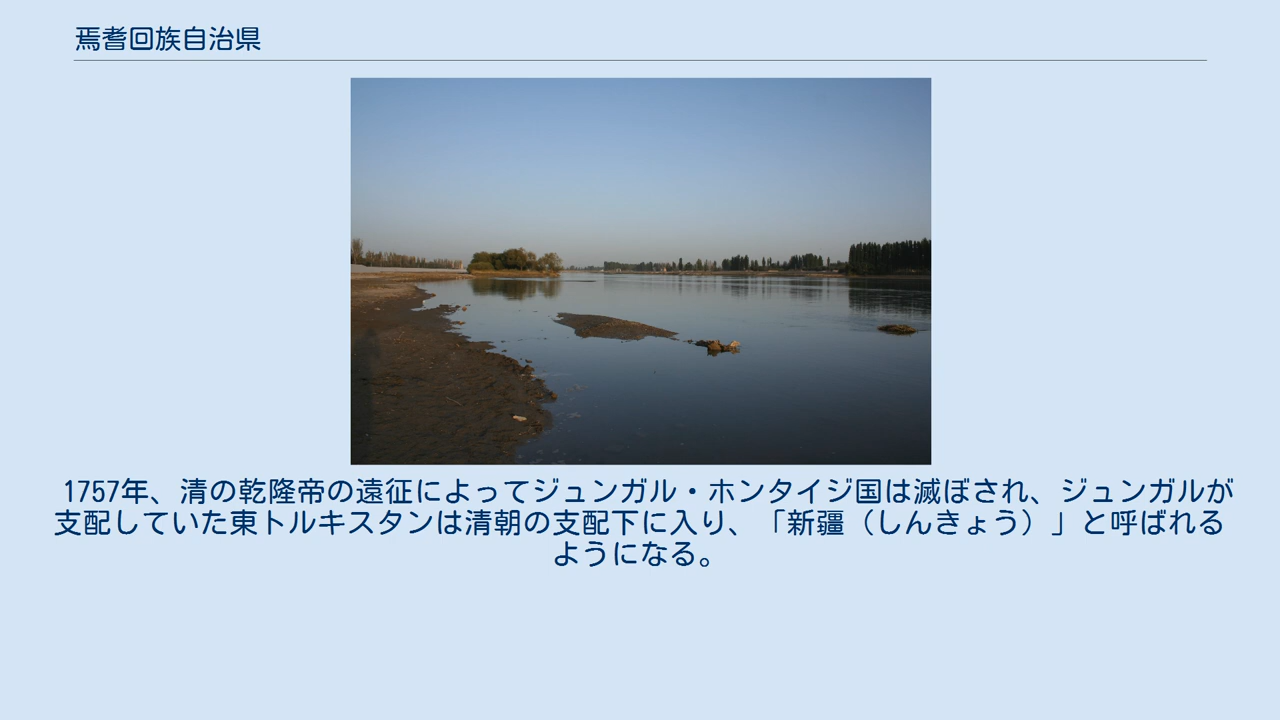 焉耆回族自治県
1757年、清の乾隆帝の遠征によってジュンガル・ホンタイジ国は滅ぼされ、ジュンガルが
支配していた東トルキスタンは清朝の支配下に入り、「新疆（しんきょう）」と呼ばれる
ようになる。